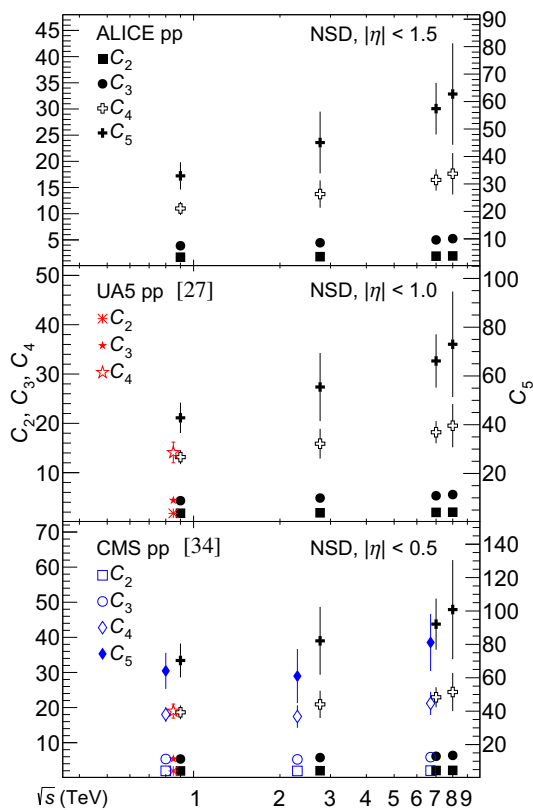 45
40
35
30
25
20
15
10
5
ALICE pp
C2
C3
C4
C5
NSD, |η| < 1.5
90
80
70
60
50
40
30
20
10
0
50
40
30
20
10
UA5 pp [27]
C2
C3
C4
NSD, |η| < 1.0
100
80
60
40
20
0
C2, C3, C4
C5
70
60
50
40
30
20
10
0
CMS pp [34]
C2
C3
C4
C5
NSD, |η| < 0.5
140
120
100
80
60
40
20
0
√s (TeV) 1 2 3 4 5 6 7 8 9